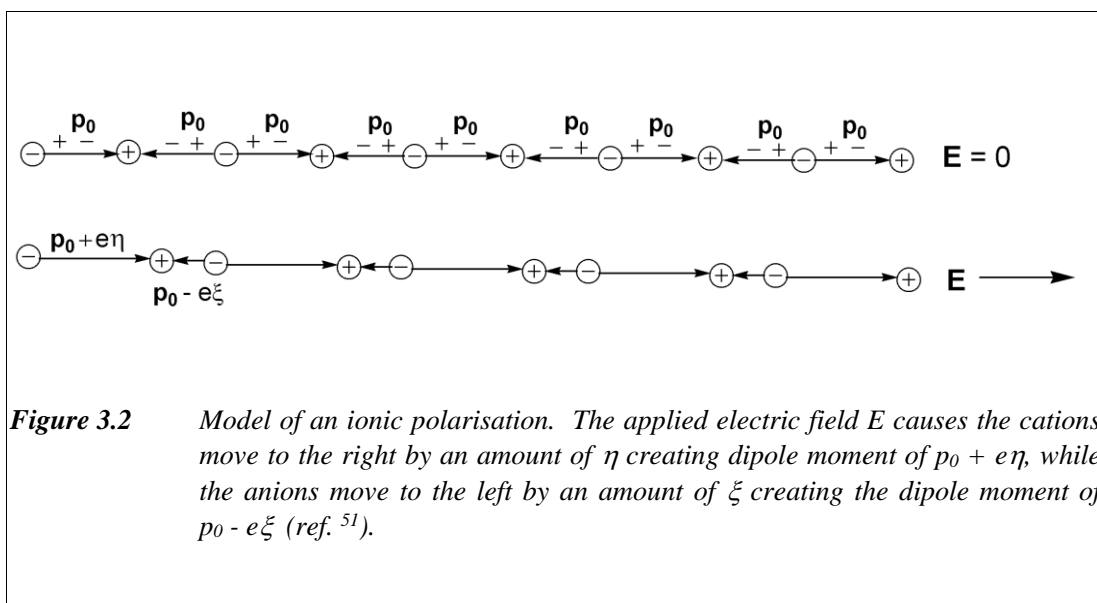 p₀ p₀ p₀ p₀ p₀ p₀ p₀ p₀ p₀
− + − + − + + − − + − + + − − + − + + − − + − + + − − + − + + − + E = 0
p₀+eη
− + − + − + − + − + E
p₀ - eξ
Figure 3.2 Model of an ionic polarisation. The applied electric field E causes the cations
move to the right by an amount of η creating dipole moment of p₀ + eη, while
the anions move to the left by an amount of ξ creating the dipole moment of
p₀ - eξ (ref. ⁵¹).